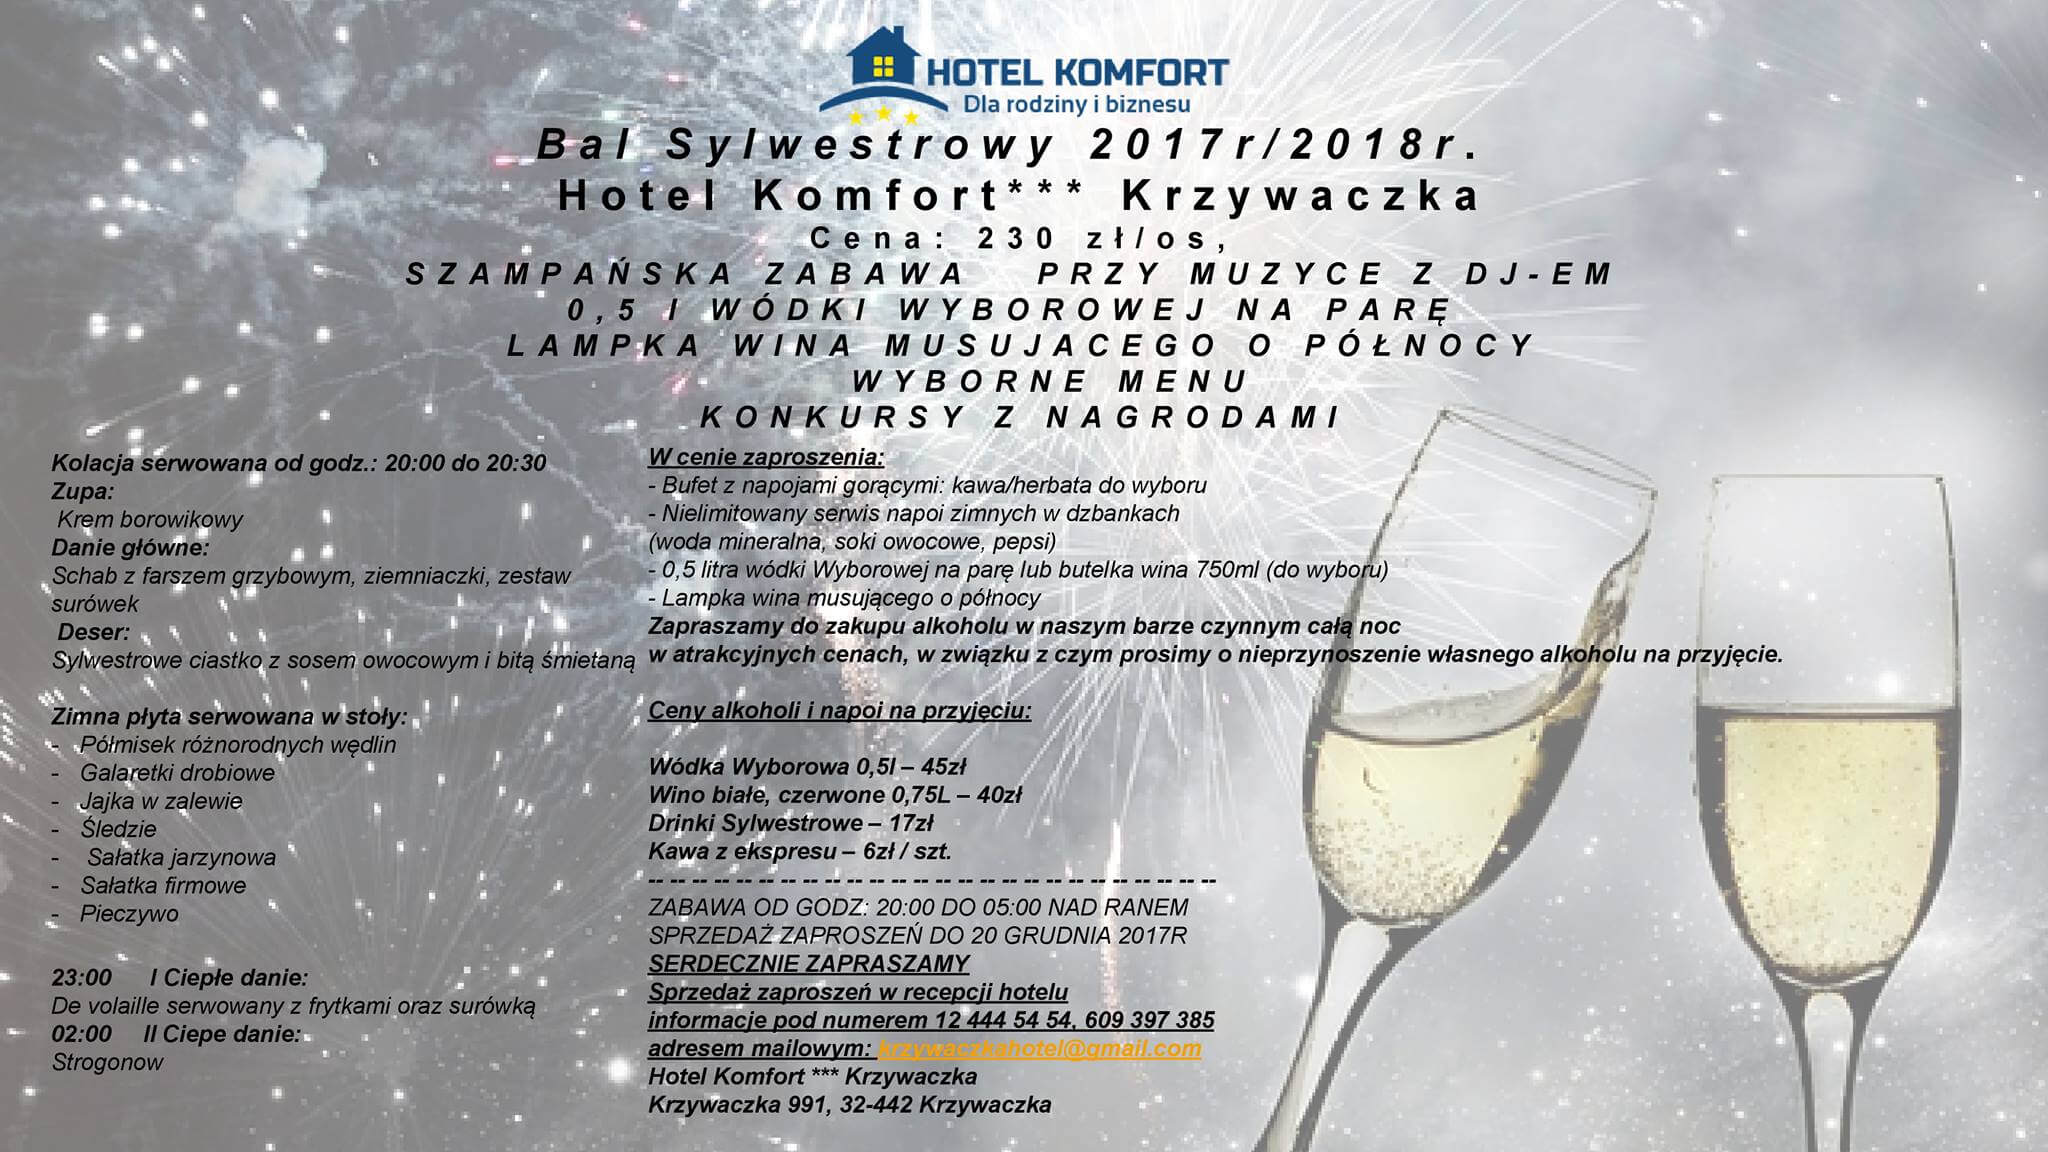 HOTEL KOMFORT
Dla rodziny i biznesu
Bal Sylwestrowy 2017r/2018r.
Hotel Komfort*** Krzywaczka
Cena: 230 zł/os,
SZAMPAŃSKA ZABAWA PRZY MUZYCE Z DJ-EM
0,5 l WÓDKI WYBOROWEJ NA PARĘ
LAMPKA WINA MUSUJACEGO O PÓŁNOCY
WYBORNE MENU
KONKURSY Z NAGRODAMI
Kolacja serwowana od godz.: 20:00 do 20:30
Zupa:
Krem borowikowy
Danie główne:
Schab z farszem grzybowym, ziemniaczki, zestaw
surówek
Deser:
Sylwestrowe ciastko z sosem owocowym i bitą śmietaną
Zimna płyta serwowana w stoły:
- Półmisek różnorodnych wędlin
- Galaretki drobiowe
- Jajka w zalewie
- Śledzie
- Sałatka jarzynowa
- Sałatka firmowe
- Pieczywo
23:00 I Ciepłe danie:
De volaille serwowany z frytkami oraz surówką
02:00 II Ciepe danie:
Strogonow
W cenie zaproszenia:
- Bufet z napojami gorącymi: kawa/herbata do wyboru
- Nielimitowany serwis napoi zimnych w dzbankach
(woda mineralna, soki owocowe, pepsi)
- 0,5 litra wódki Wyborowej na parę lub butelka wina 750ml (do wyboru)
- Lampka wina musującego o północy
Zapraszamy do zakupu alkoholu w naszym barze czynnym całą noc
w atrakcyjnych cenach, w związku z czym prosimy o nieprzynoszenie własnego alkoholu na przyjęcie.
Ceny alkoholi i napoi na przyjęciu:
Wódka Wyborowa 0,5l – 45zł
Wino białe, czerwone 0,75L – 40zł
Drinki Sylwestrowe – 17zł
Kawa z ekspresu – 6zł / szt.
-- -- -- -- -- -- -- -- -- -- -- -- -- -- -- -- -- -- -- -- -- -- -- -- -- --
ZABAWA OD GODZ: 20:00 DO 05:00 NAD RANEM
SPRZEDAŻ ZAPROSZEŃ DO 20 GRUDNIA 2017R
SERDECZNIE ZAPRASZAMY
Sprzedaż zaproszeń w recepcji hotelu
informacje pod numerem 12 444 54 54, 609 397 385
adresem mailowym: krzywaczkahotel@gmail.com
Hotel Komfort *** Krzywaczka
Krzywaczka 991, 32-442 Krzywaczka